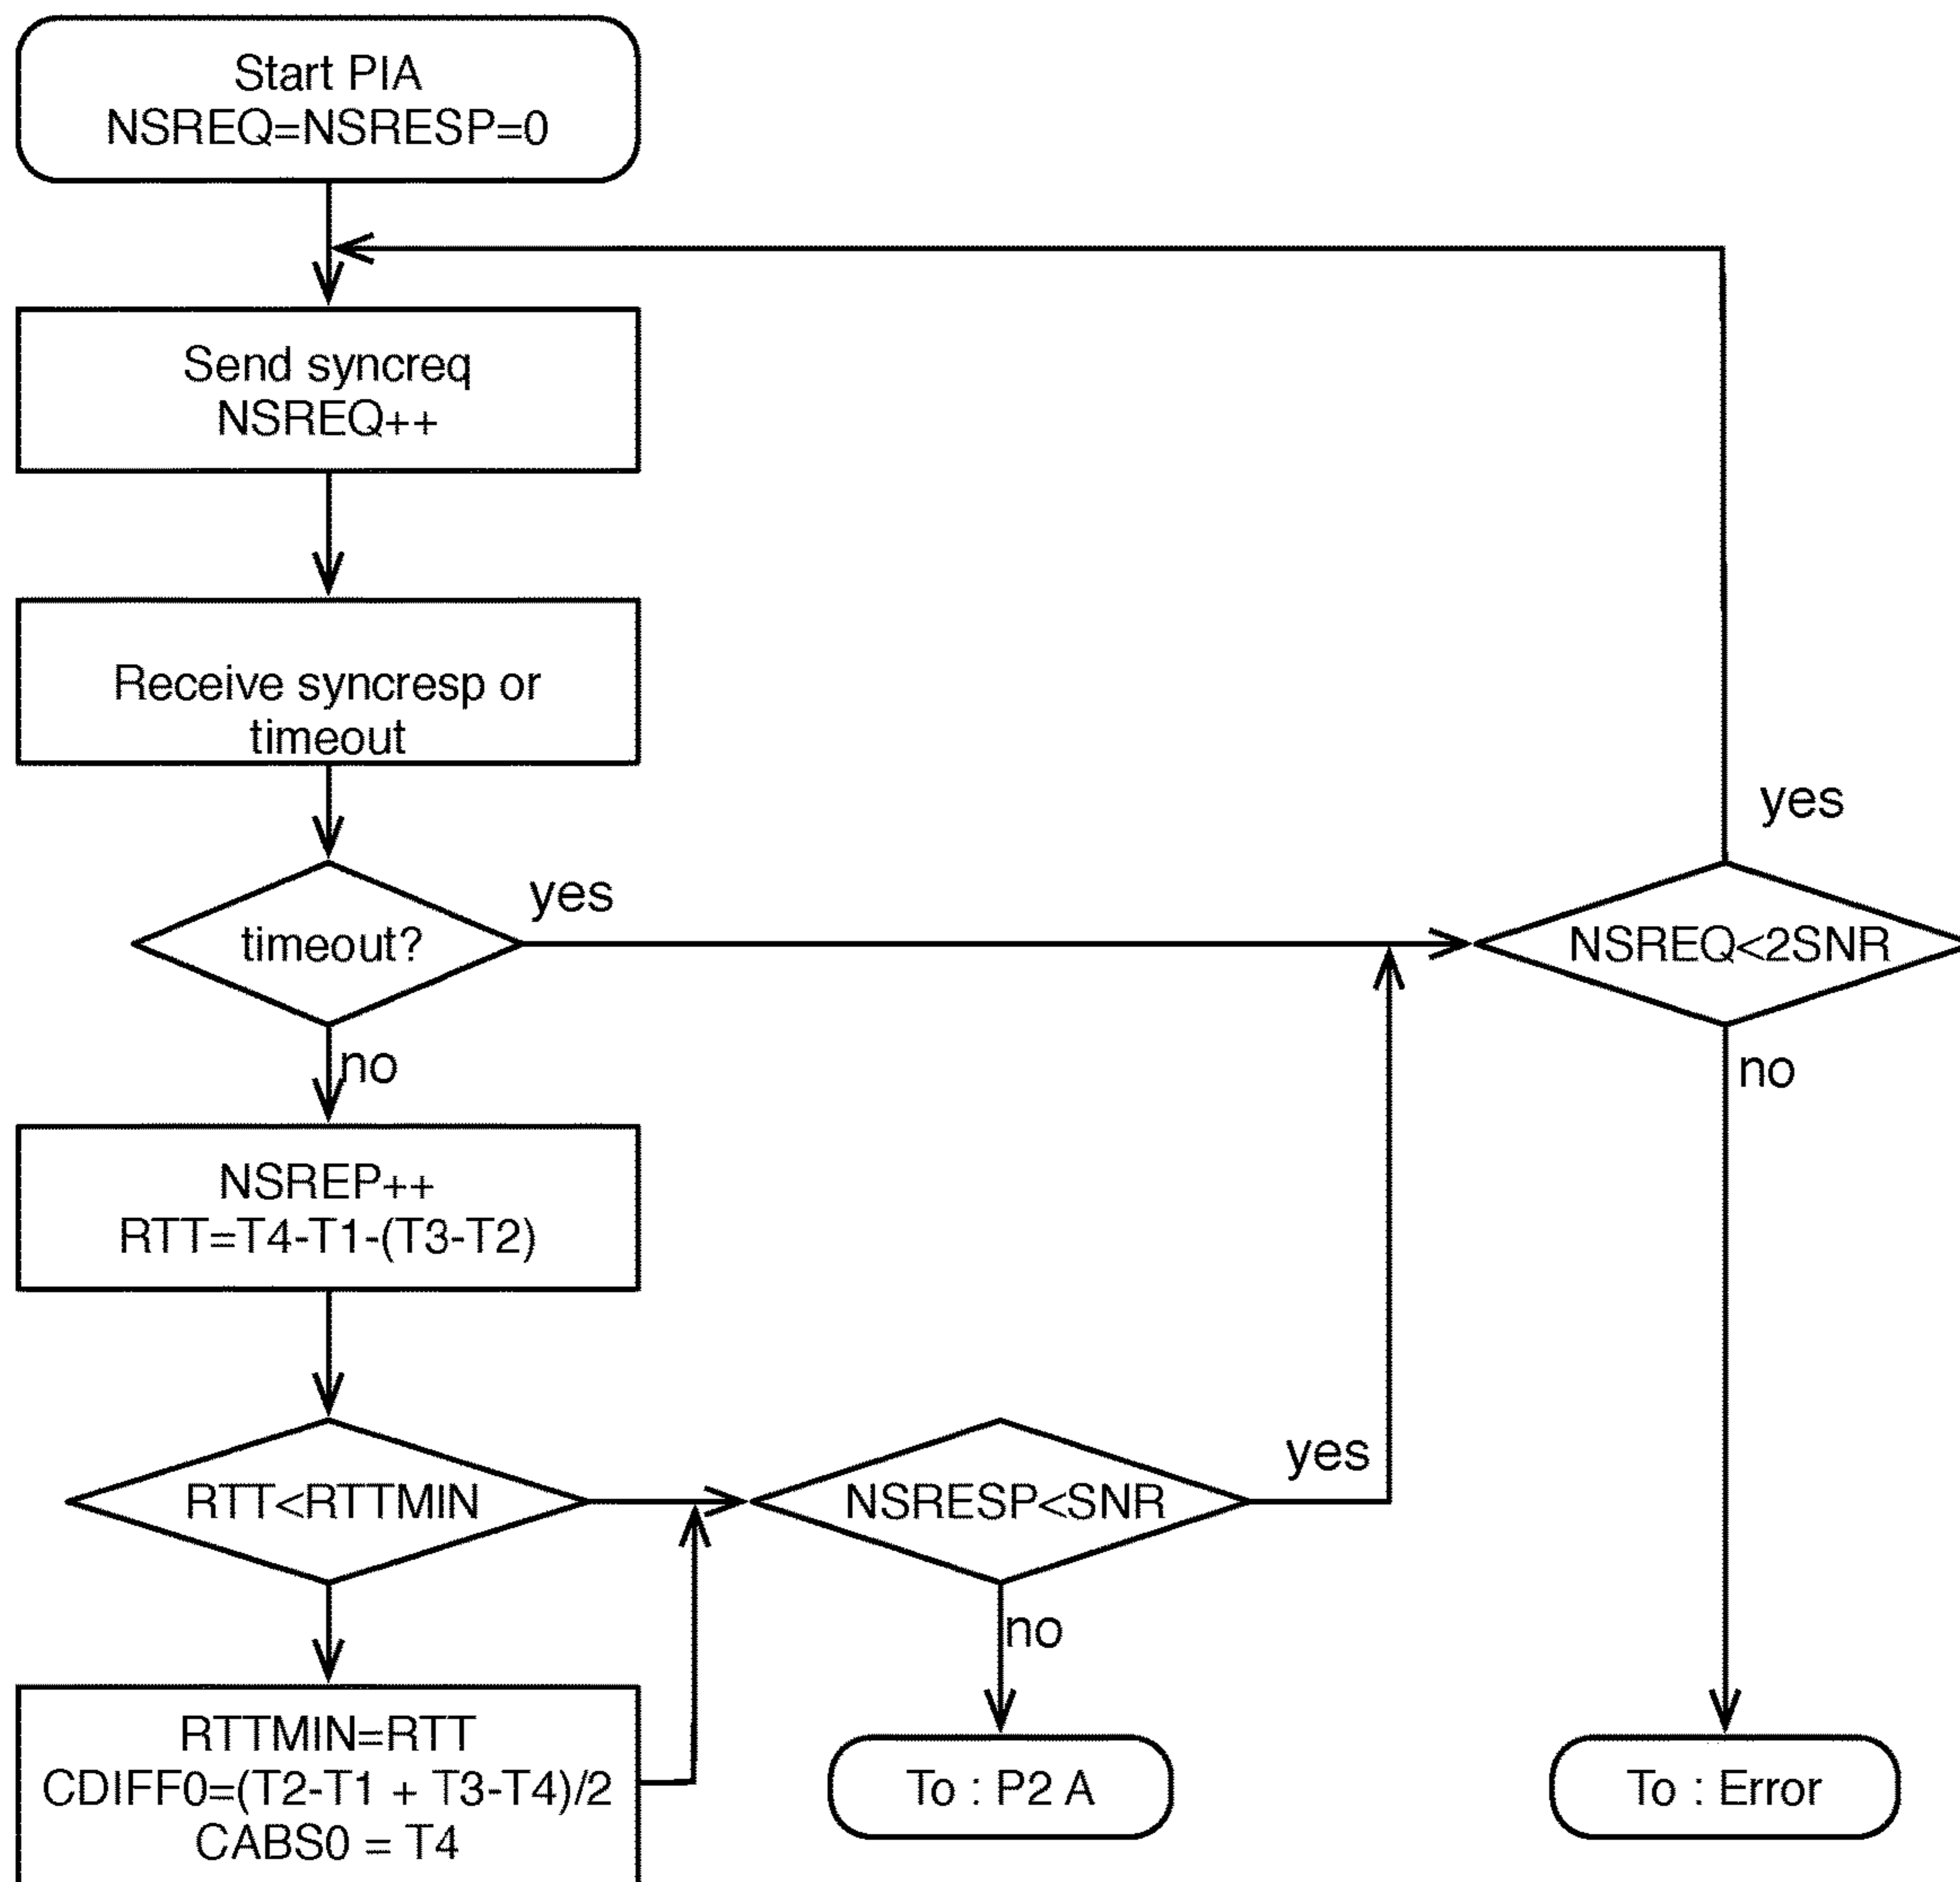 Start PIA
NSREQ=NSRESP=0
Send syncreq
NSREQ++
Receive syncresp or
timeout
timeout?
yes
NSREQ<2SNR
yes
no
no
NSREP++
RTT=T4-T1-(T3-T2)
RTT<RTTMIN
NSRESP<SNR
yes
no
RTTMIN=RTT
CDIFF0=(T2-T1 + T3-T4)/2
CABS0 = T4
To : P2 A
To : Error